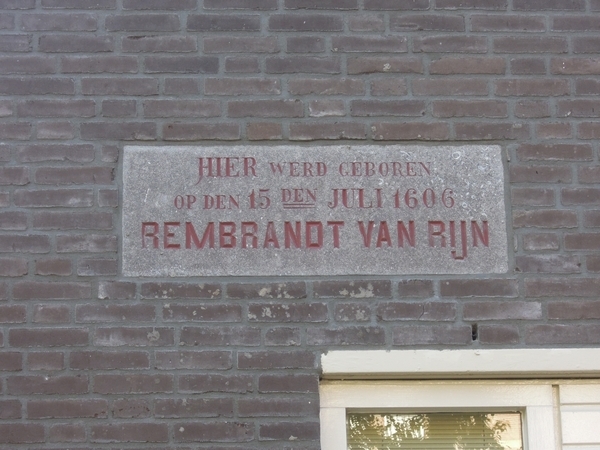 HIER WERD GEBOREN
OP DEN 15 DEN JULI 1606
REMBRANDT VAN RIJN